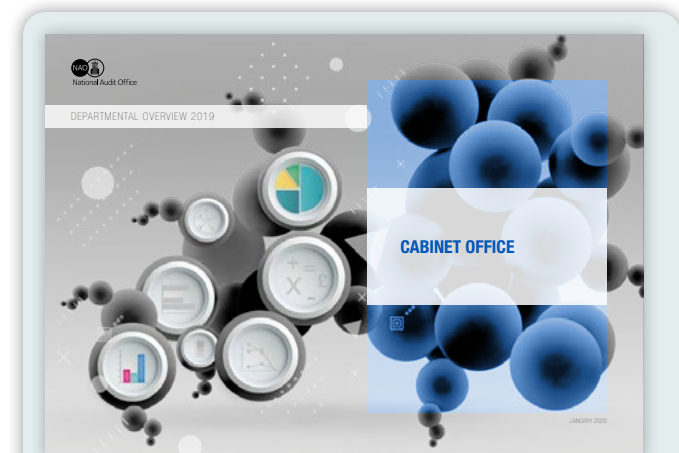 NAO
National Audit Office
DEPARTMENTAL OVERVIEW 2019
CABINET OFFICE
JANUARY 2020